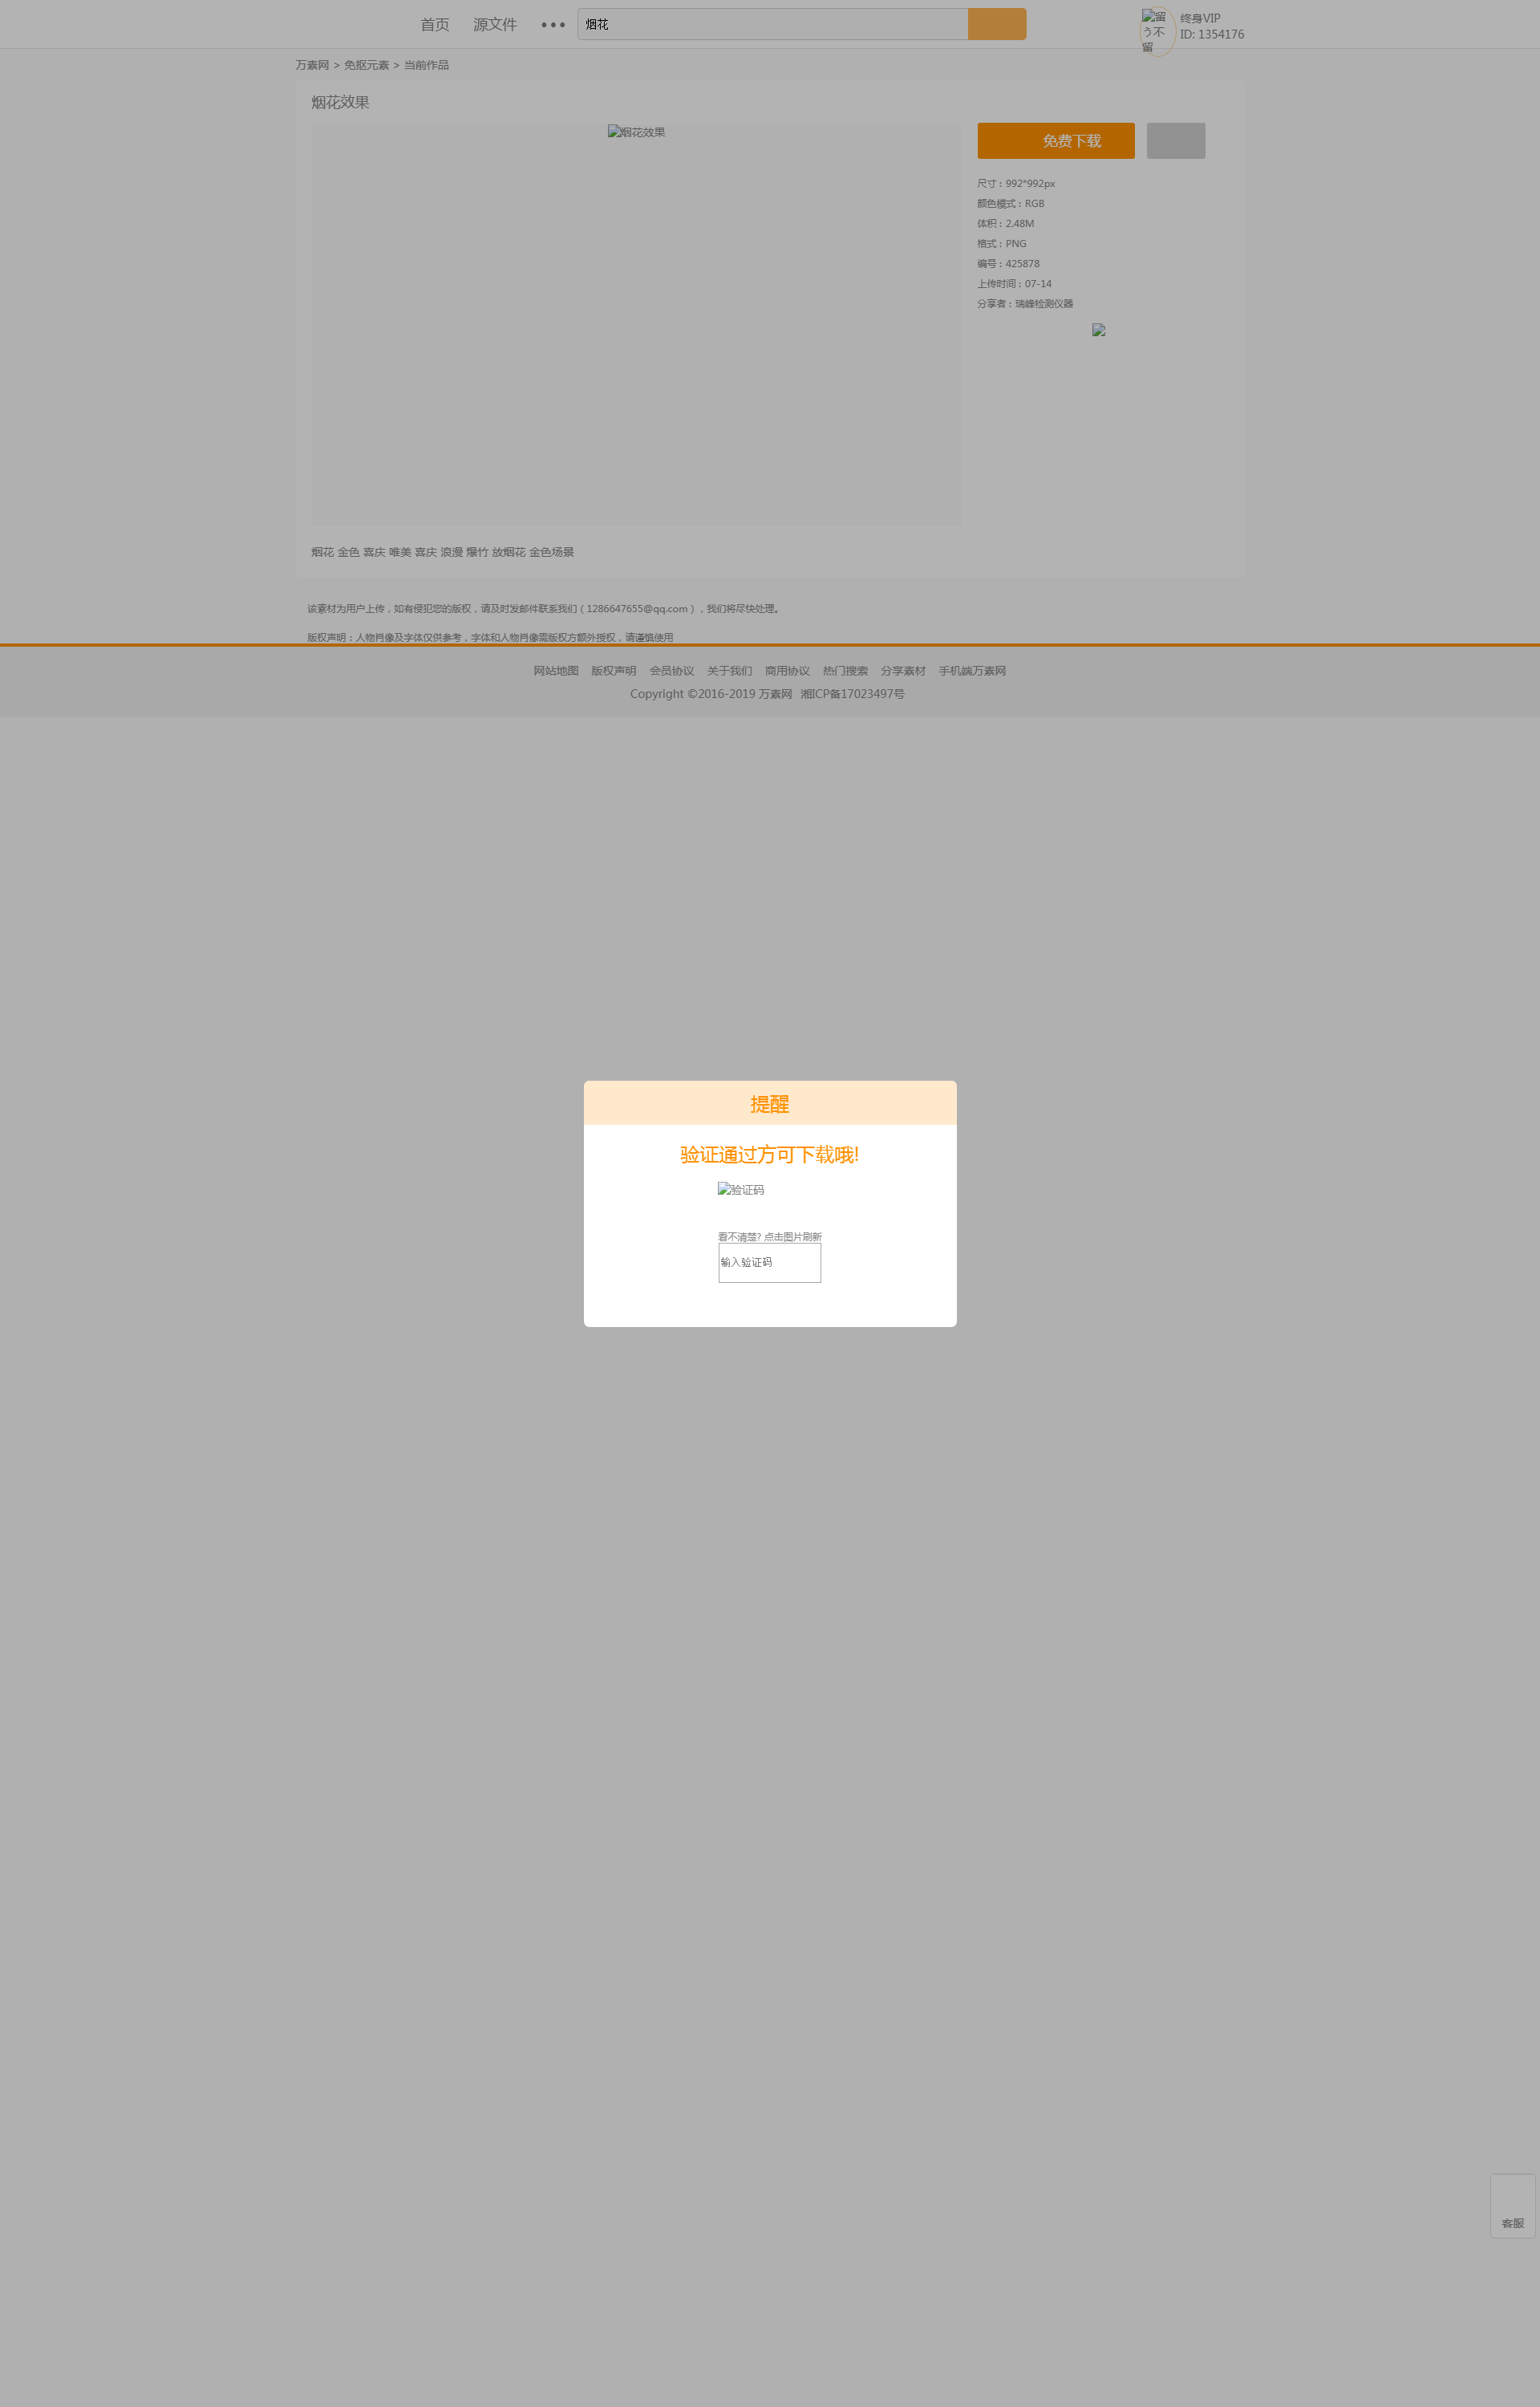 首页 源文件 •••
烟花
留う不留
终身VIP
ID: 1354176
万素网 > 免抠元素 > 当前作品
烟花效果
烟花效果
免费下载
尺寸：992*992px
颜色模式：RGB
体积：2.48M
格式：PNG
编号：425878
上传时间：07-14
分享者：瑞峰检测仪器
烟花 金色 喜庆 唯美 喜庆 浪漫 爆竹 放烟花 金色场景
该素材为用户上传，如有侵犯您的版权，请及时发邮件联系我们（1286647655@qq.com），我们将尽快处理。
版权声明：人物肖像及字体仅供参考，字体和人物肖像需版权方额外授权，请谨慎使用
网站地图 版权声明 会员协议 关于我们 商用协议 热门搜索 分享素材 手机端万素网
Copyright ©2016-2019 万素网 湘ICP备17023497号
提醒
验证通过方可下载哦!
验证码
看不清楚? 点击图片刷新
输入验证码
客服